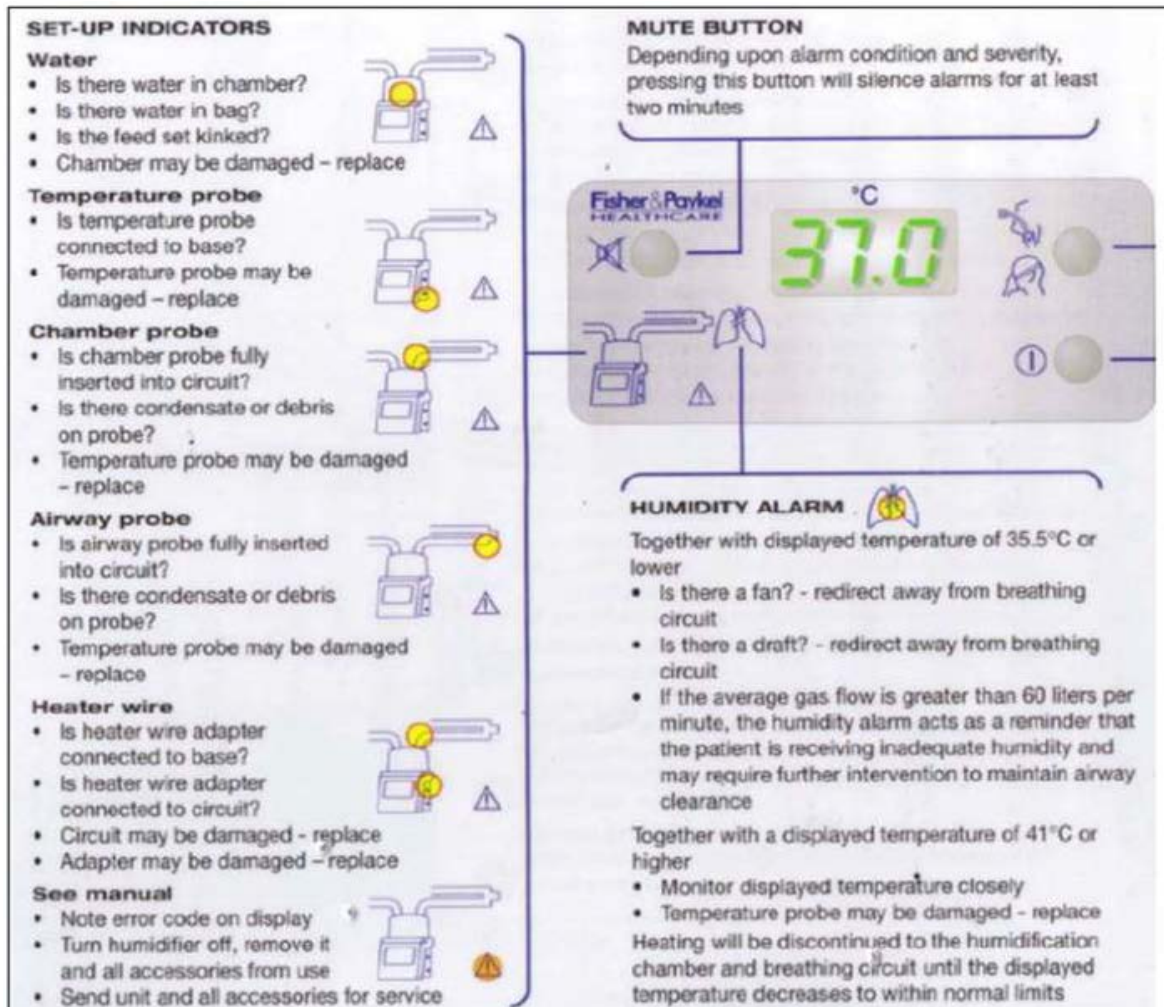 SET-UP INDICATORS
Water
• Is there water in chamber?
• Is there water in bag?
• Is the feed set kinked?
• Chamber may be damaged – replace
Temperature probe
• Is temperature probe
connected to base?
• Temperature probe may be
damaged – replace
Chamber probe
• Is chamber probe fully
inserted into circuit?
• Is there condensate or debris
on probe?
• Temperature probe may be damaged
– replace
Airway probe
• Is airway probe fully inserted
into circuit?
• Is there condensate or debris
on probe?
• Temperature probe may be damaged
– replace
Heater wire
• Is heater wire adapter
connected to base?
• Is heater wire adapter
connected to circuit?
• Circuit may be damaged - replace
• Adapter may be damaged – replace
See manual
• Note error code on display
• Turn humidifier off, remove it
and all accessories from use
• Send unit and all accessories for service
MUTE BUTTON
Depending upon alarm condition and severity,
pressing this button will silence alarms for at least
two minutes
Fisher & Paykel
HEALTHCARE
°C
37.0
HUMIDITY ALARM
Together with displayed temperature of 35.5°C or
lower
• Is there a fan? - redirect away from breathing
circuit
• Is there a draft? - redirect away from breathing
circuit
• If the average gas flow is greater than 60 liters per
minute, the humidity alarm acts as a reminder that
the patient is receiving inadequate humidity and
may require further intervention to maintain airway
clearance
Together with a displayed temperature of 41°C or
higher
• Monitor displayed temperature closely
• Temperature probe may be damaged - replace
Heating will be discontinued to the humidification
chamber and breathing circuit until the displayed
temperature decreases to within normal limits